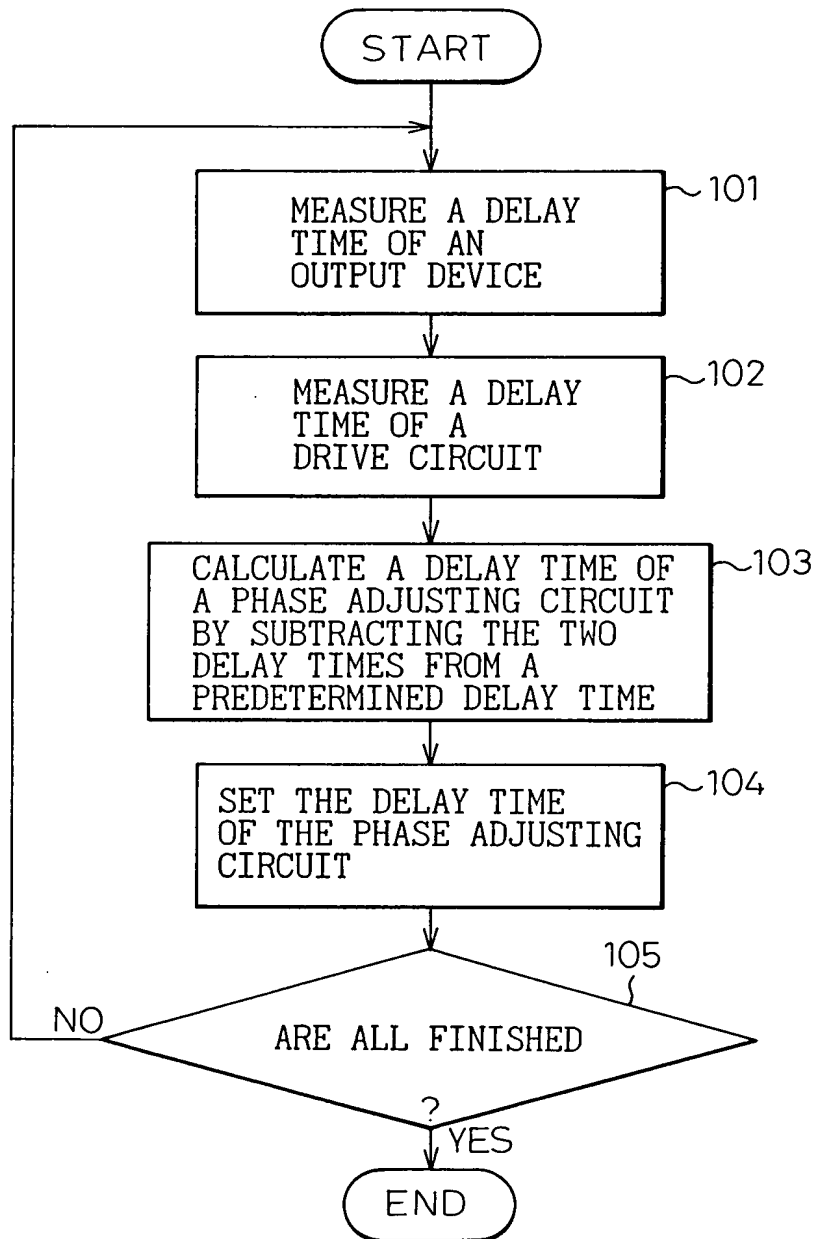 START
101
MEASURE A DELAY
TIME OF AN
OUTPUT DEVICE
102
MEASURE A DELAY
TIME OF A
DRIVE CIRCUIT
103
CALCULATE A DELAY TIME OF
A PHASE ADJUSTING CIRCUIT
BY SUBTRACTING THE TWO
DELAY TIMES FROM A
PREDETERMINED DELAY TIME
104
SET THE DELAY TIME
OF THE PHASE ADJUSTING
CIRCUIT
105
NO
ARE ALL FINISHED
?
YES
END